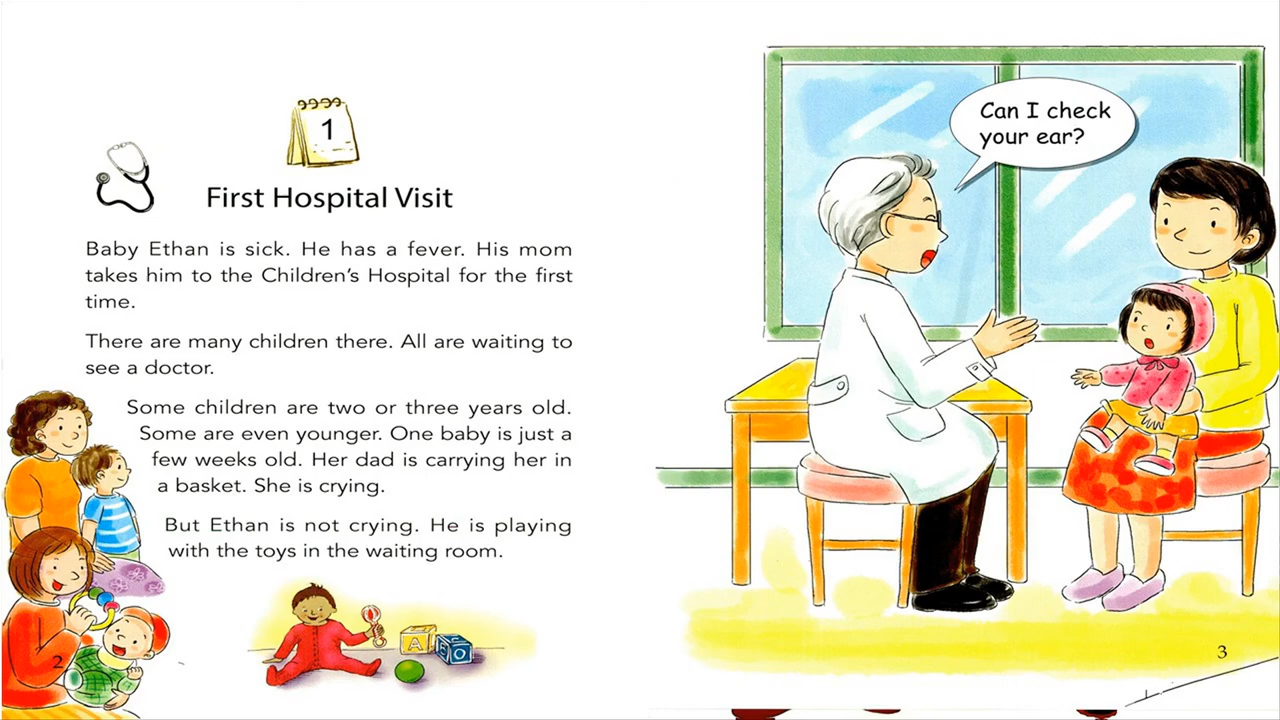 1
First Hospital Visit
Baby Ethan is sick. He has a fever. His mom
takes him to the Children's Hospital for the first
time.
There are many children there. All are waiting to
see a doctor.
Some children are two or three years old.
Some are even younger. One baby is just a
few weeks old. Her dad is carrying her in
a basket. She is crying.
But Ethan is not crying. He is playing
with the toys in the waiting room.
A
O
2
Can I check
your ear?
3